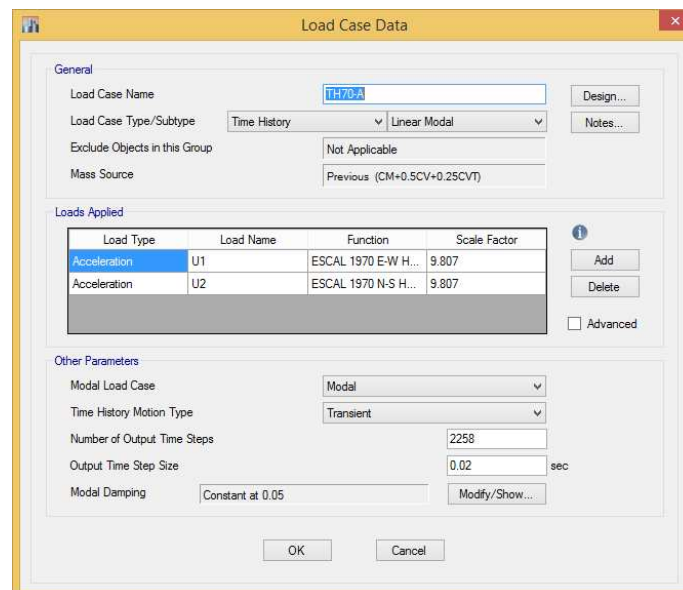 Load Case Data
General
Load Case Name TH70-A Design...
Load Case Type/Subtype Time History Linear Modal Notes...
Exclude Objects in this Group Not Applicable
Mass Source Previous (CM+0.5CV+0.25CVT)
Loads Applied
Load Type Load Name Function Scale Factor
Acceleration U1 ESCAL 1970 E-W H... 9.807 Add
Acceleration U2 ESCAL 1970 N-S H... 9.807 Delete
Advanced
Other Parameters
Modal Load Case Modal
Time History Motion Type Transient
Number of Output Time Steps 2258
Output Time Step Size 0.02 sec
Modal Damping Constant at 0.05 Modify/Show...
OK Cancel